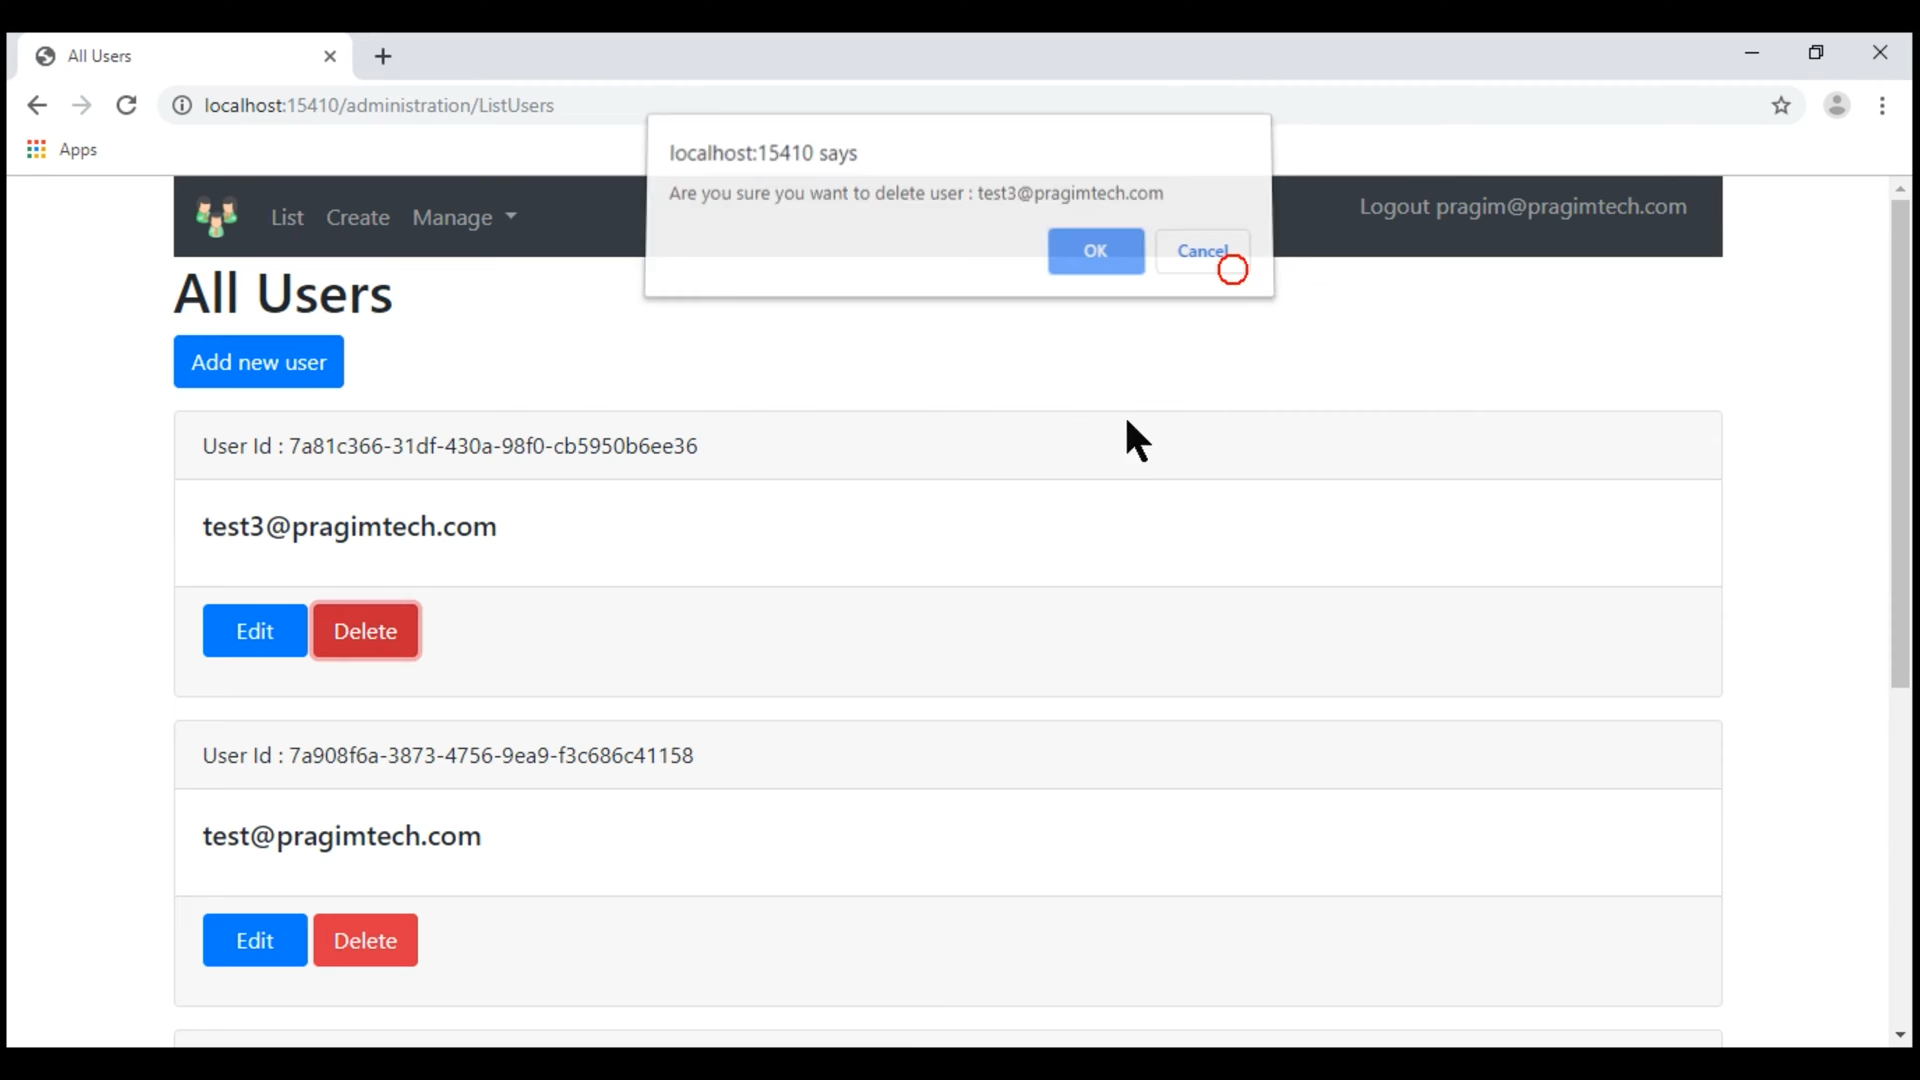 All Users
localhost:15410/administration/ListUsers
Apps
localhost:15410 says
Are you sure you want to delete user : test3@pragimtech.com
OK Cancel
List Create Manage
Logout pragim@pragimtech.com
All Users
Add new user
User Id : 7a81c366-31df-430a-98f0-cb5950b6ee36
test3@pragimtech.com
Edit Delete
User Id : 7a908f6a-3873-4756-9ea9-f3c686c41158
test@pragimtech.com
Edit Delete